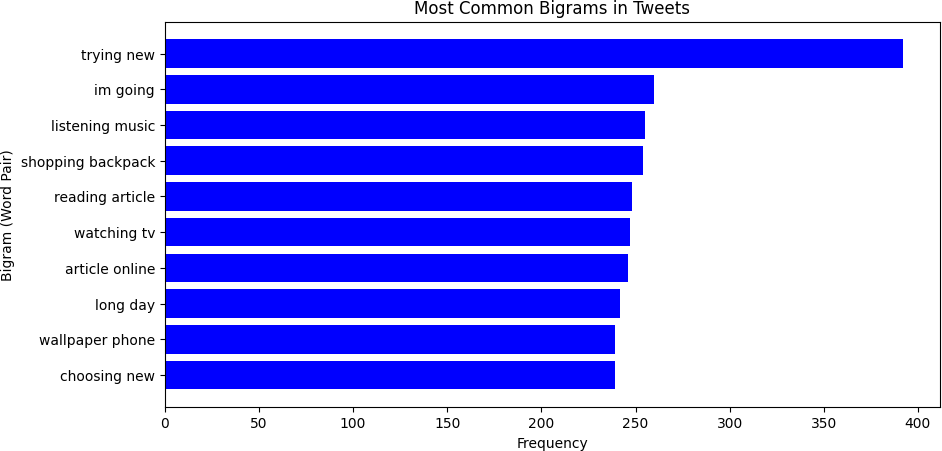 Most Common Bigrams in Tweets
Bigram (Word Pair)
trying new
im going
listening music
shopping backpack
reading article
watching tv
article online
long day
wallpaper phone
choosing new
0 50 100 150 200 250 300 350 400
Frequency